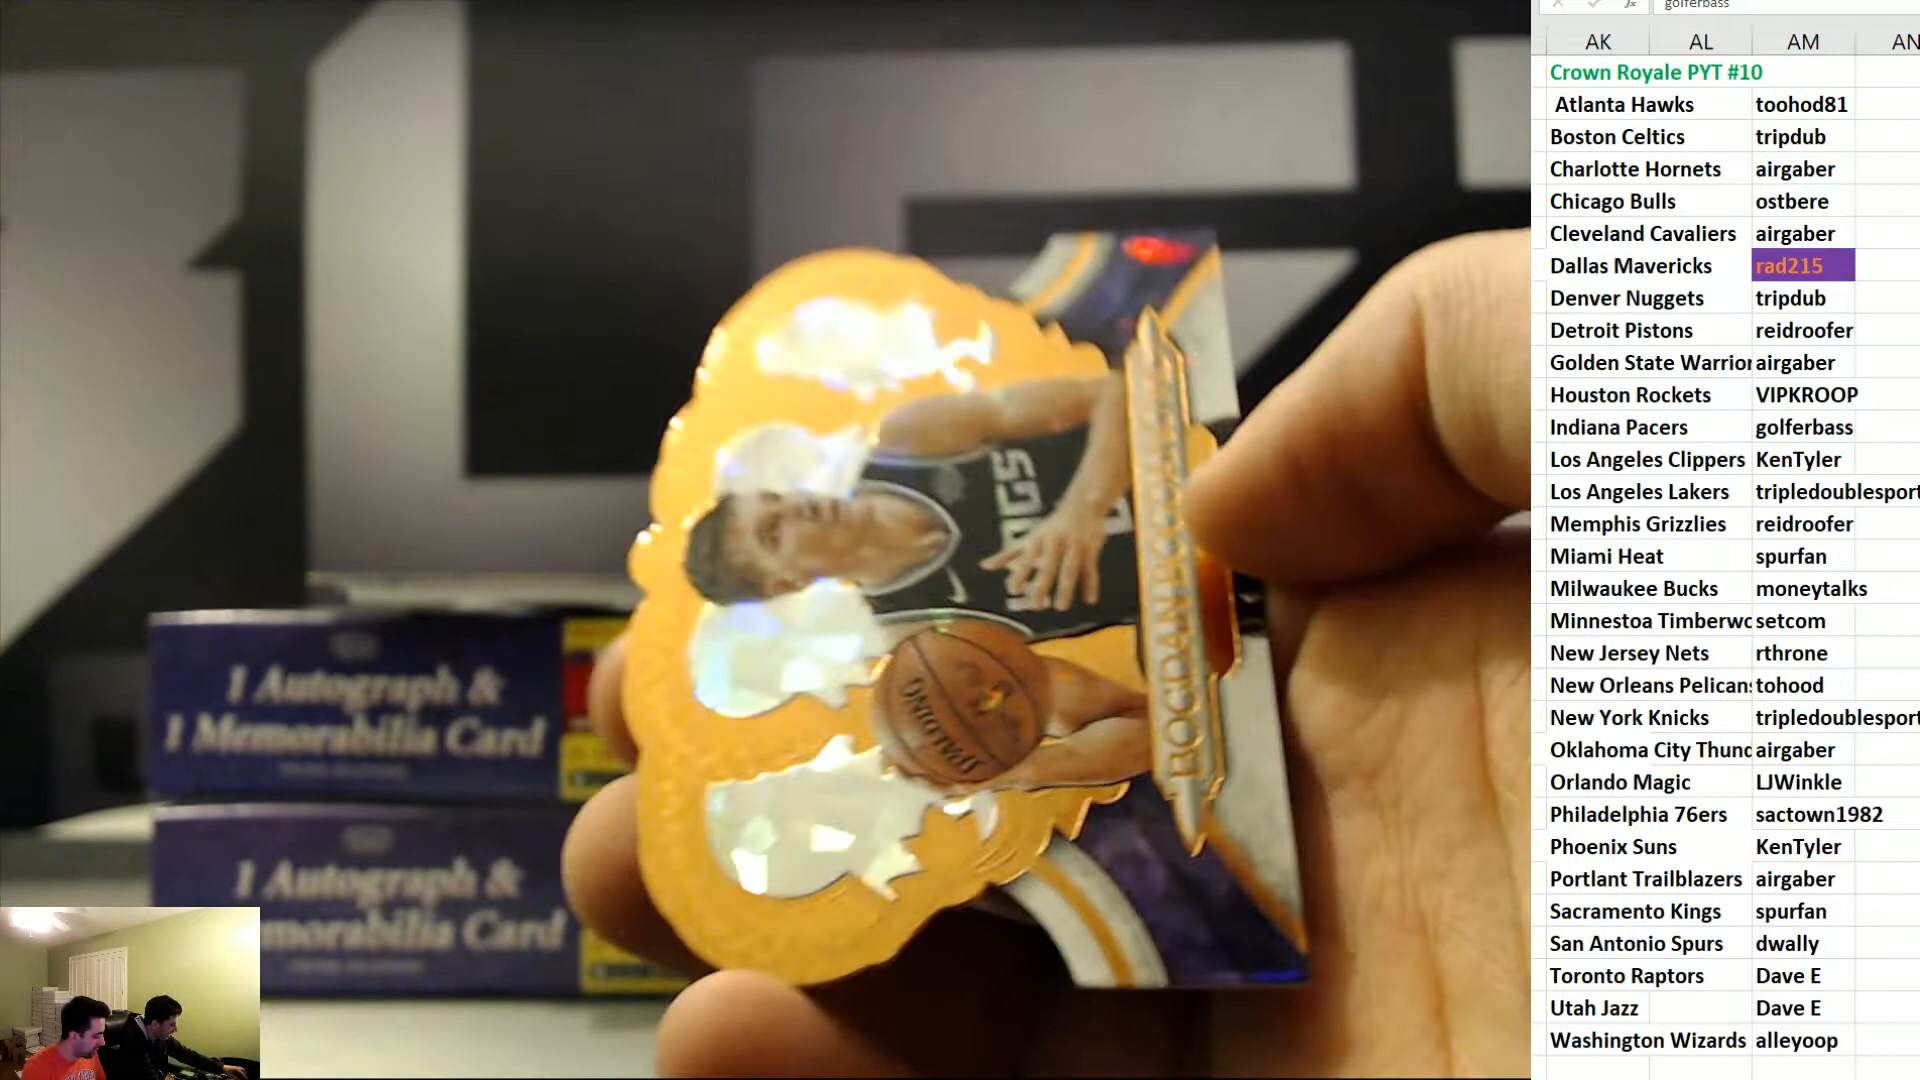 golferbass
AK AL AM AN
Crown Royale PYT #10
Atlanta Hawks toohod81
Boston Celtics tripdub
Charlotte Hornets airgaber
Chicago Bulls ostbere
Cleveland Cavaliers airgaber
Dallas Mavericks rad215
Denver Nuggets tripdub
Detroit Pistons reidroofer
Golden State Warrior airgaber
Houston Rockets VIPKROOP
Indiana Pacers golferbass
Los Angeles Clippers KenTyler
Los Angeles Lakers tripledoublesport
Memphis Grizzlies reidroofer
Miami Heat spurfan
Milwaukee Bucks moneytalks
Minnestoa Timberwo setcom
New Jersey Nets rthrone
New Orleans Pelicans tohood
New York Knicks tripledoublesport
Oklahoma City Thund airgaber
Orlando Magic LJWinkle
Philadelphia 76ers sactown1982
Phoenix Suns KenTyler
Portlant Trailblazers airgaber
Sacramento Kings spurfan
San Antonio Spurs dwally
Toronto Raptors Dave E
Utah Jazz Dave E
Washington Wizards alleyoop
KINGS
SPALDING
BOGDAN BOGDANOVIC
1 Autograph &
1 Memorabilia Card
1 Autograph &
Memorabilia Card